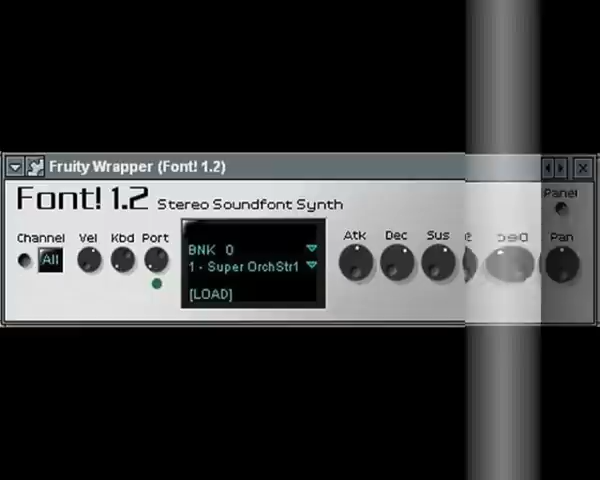 Fruity Wrapper (Font! 1.2)
Font! 1.2 Stereo Soundfont Synth
Panel
Channel Vel Kbd Port
Atk Dec Sus Dec Pan
All
BNK 0
1 - Super OrchStr1
[LOAD]